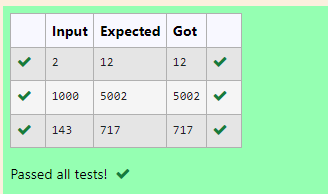 Input Expected Got
2 12 12
1000 5002 5002
143 717 717
Passed all tests!